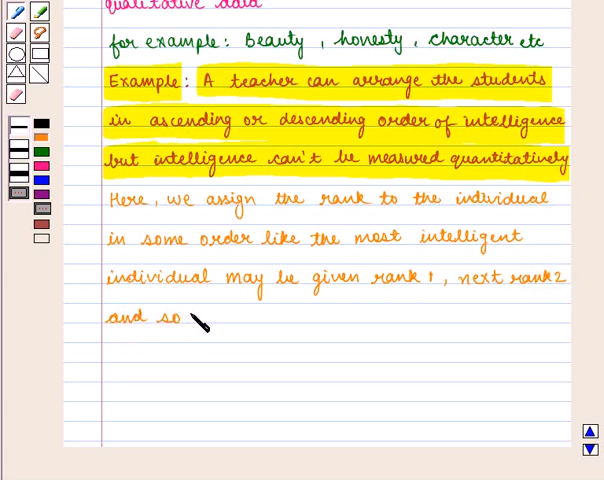 qualitative data
for example: Beauty, honesty, character etc
Example: A teacher can arrange the students
in ascending or descending order of intelligence
but intelligence can't be measured quantitatively
Here, we assign the rank to the individual
in some order like the most intelligent
individual may be given rank 1, next rank 2
and so